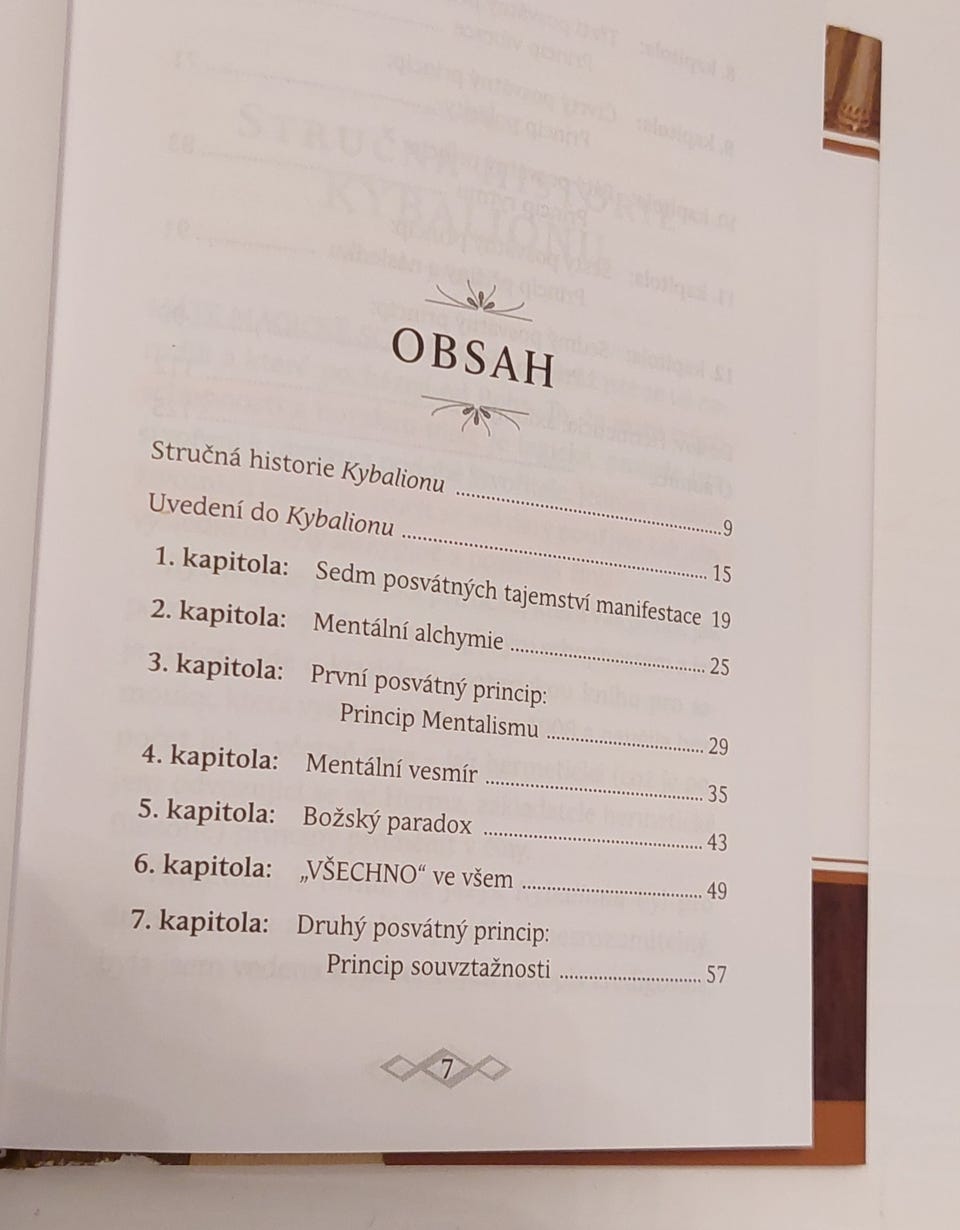 OBSAH
Stručná historie Kybalionu ........ 9
Uvedení do Kybalionu ........ 15
1. kapitola: Sedm posvátných tajemství manifestace 19
2. kapitola: Mentální alchymie ........ 25
3. kapitola: První posvátný princip:
Princip Mentalismu ........ 29
4. kapitola: Mentální vesmír ........ 35
5. kapitola: Božský paradox ........ 43
6. kapitola: „VŠECHNO“ ve všem ........ 49
7. kapitola: Druhý posvátný princip:
Princip souvztažnosti ........ 57
7